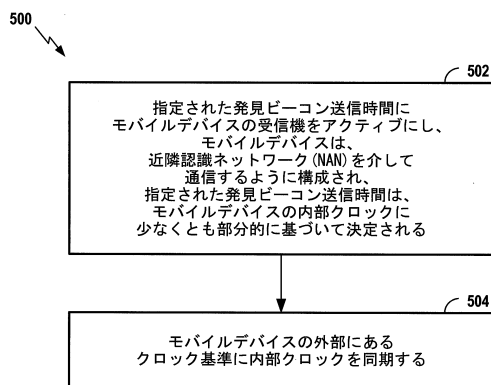 500
502
指定された発見ビーコン送信時間に
モバイルデバイスの受信機をアクティブにし、
モバイルデバイスは、
近隣認識ネットワーク(NAN)を介して
通信するように構成され、
指定された発見ビーコン送信時間は、
モバイルデバイスの内部クロックに
少なくとも部分的に基づいて決定される
504
モバイルデバイスの外部にある
クロック基準に内部クロックを同期する